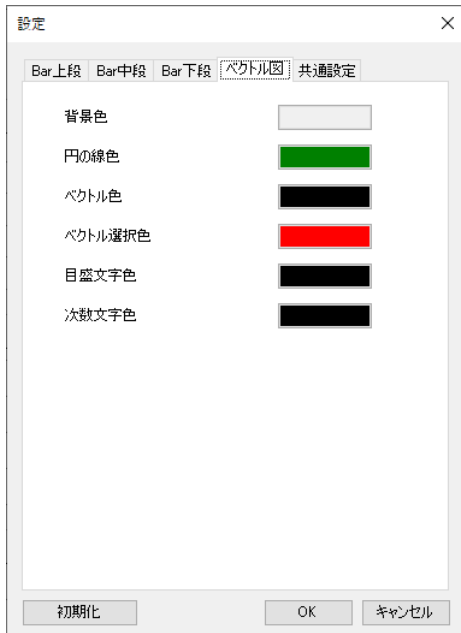 設定
Bar上段 Bar中段 Bar下段 ベクトル図 共通設定
背景色
円の線色
ベクトル色
ベクトル選択色
目盛文字色
次数文字色
初期化 OK キャンセル